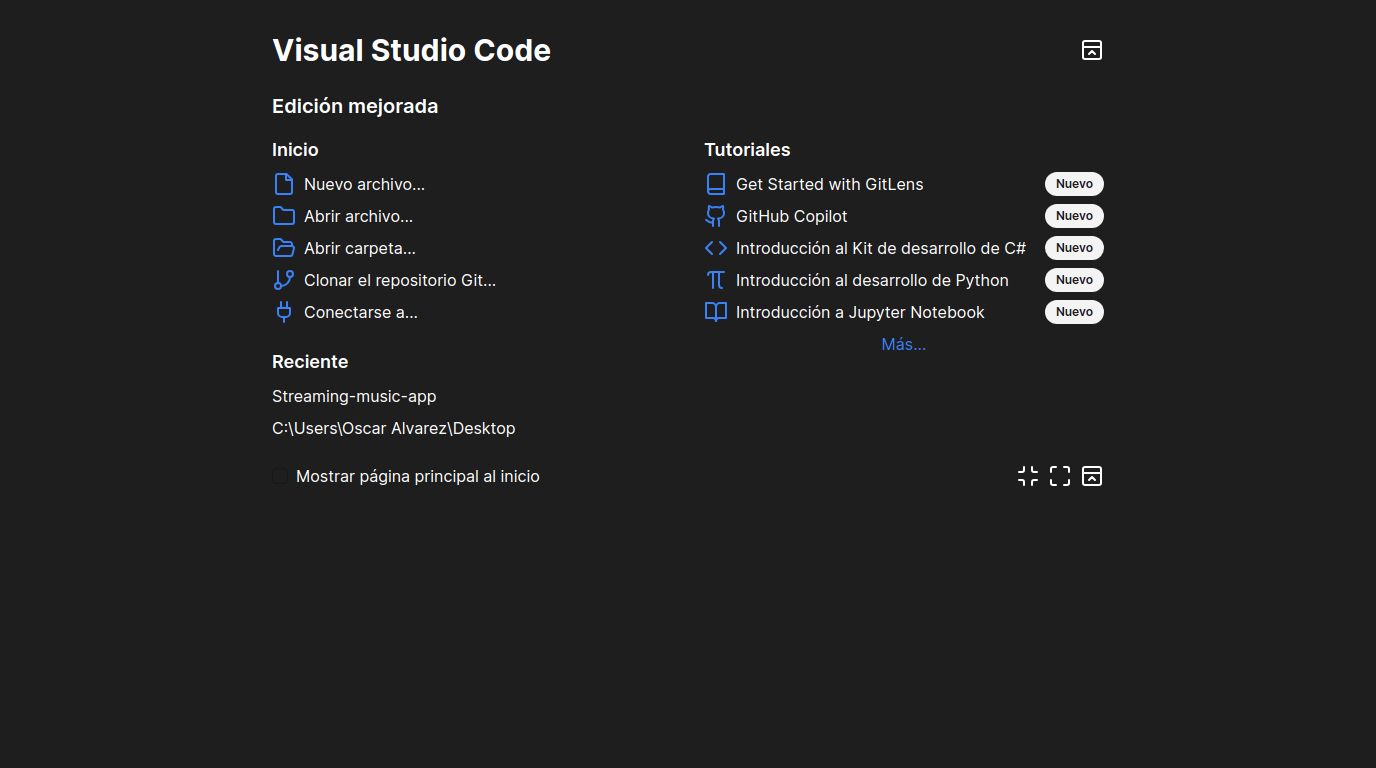 Visual Studio Code
Edición mejorada
Inicio
Nuevo archivo...
Abrir archivo...
Abrir carpeta...
Clonar el repositorio Git...
Conectarse a...
Reciente
Streaming-music-app
C:\Users\Oscar Alvarez\Desktop
Tutoriales
Get Started with GitLens Nuevo
GitHub Copilot Nuevo
Introducción al Kit de desarrollo de C# Nuevo
Introducción al desarrollo de Python Nuevo
Introducción a Jupyter Notebook Nuevo
Más...
Mostrar página principal al inicio